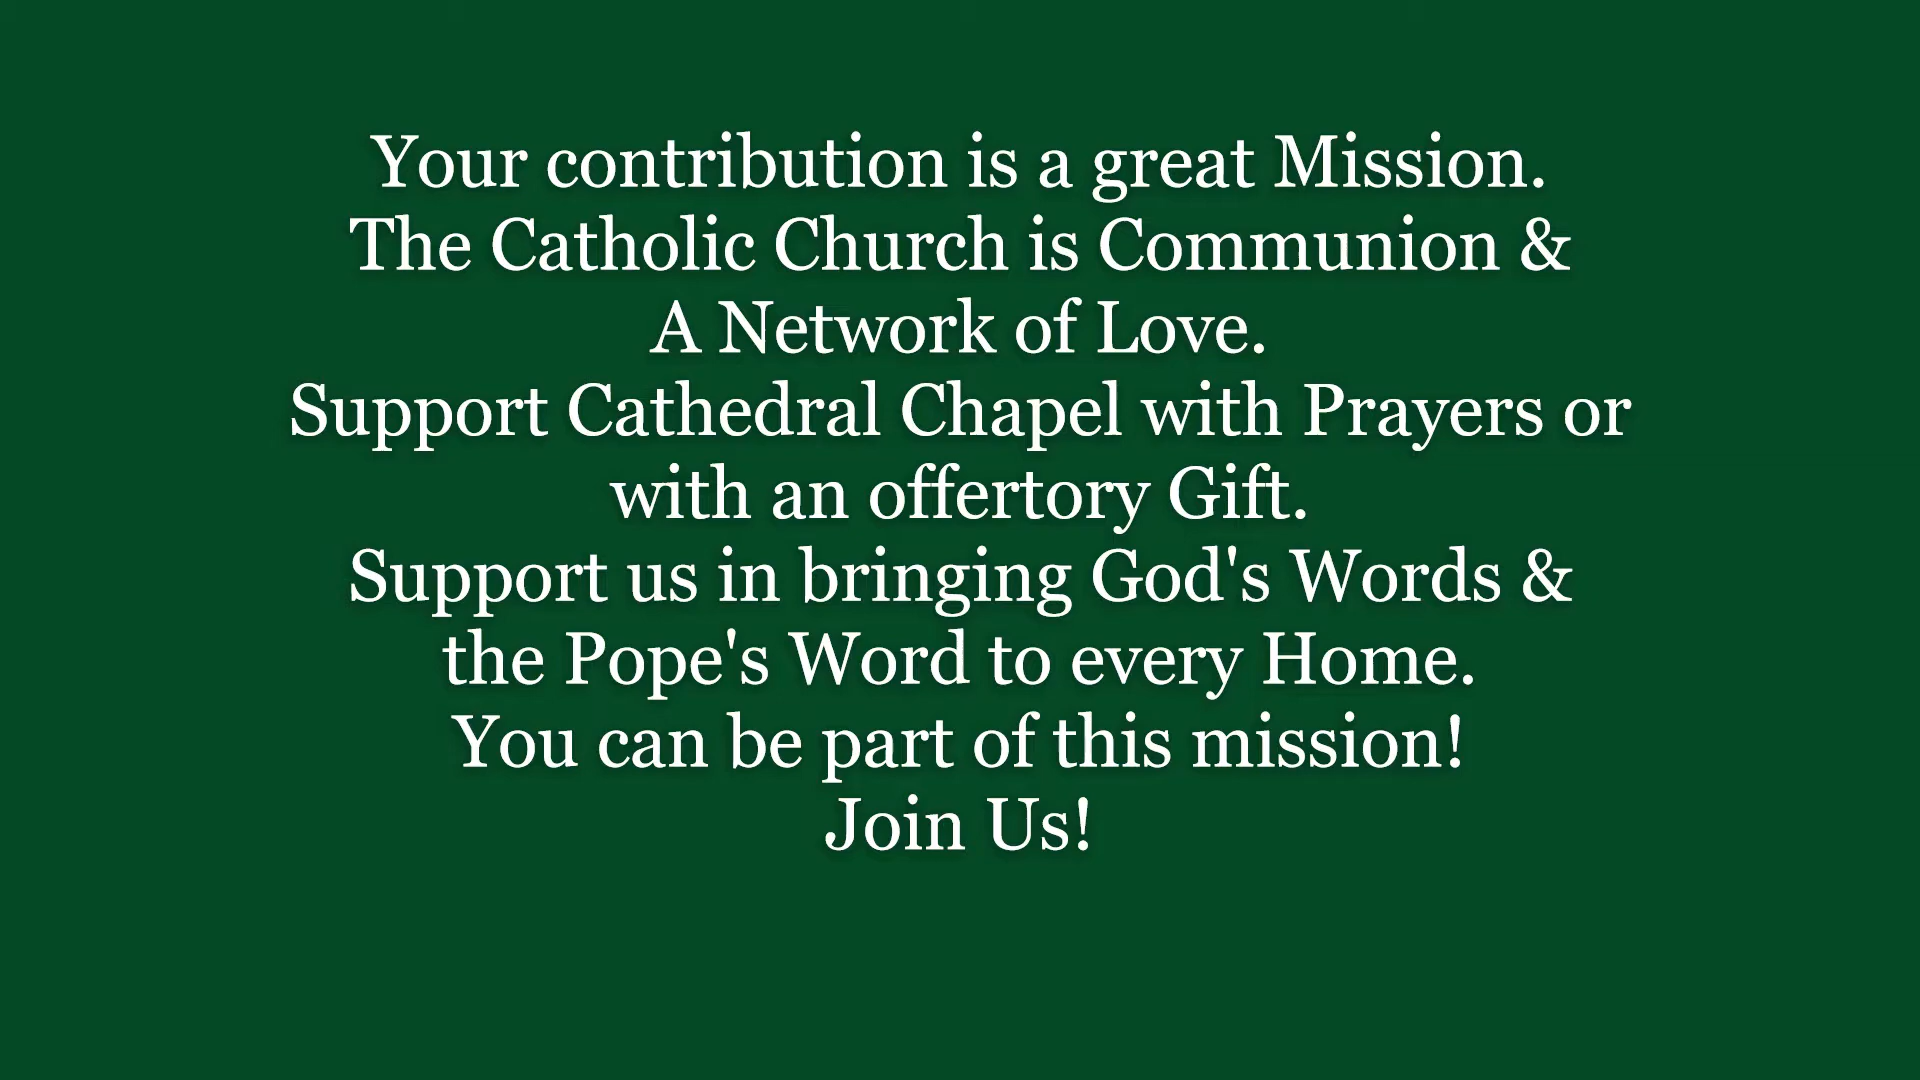 Your contribution is a great Mission.
The Catholic Church is Communion &
A Network of Love.
Support Cathedral Chapel with Prayers or
with an offertory Gift.
Support us in bringing God's Words &
the Pope's Word to every Home.
You can be part of this mission!
Join Us!